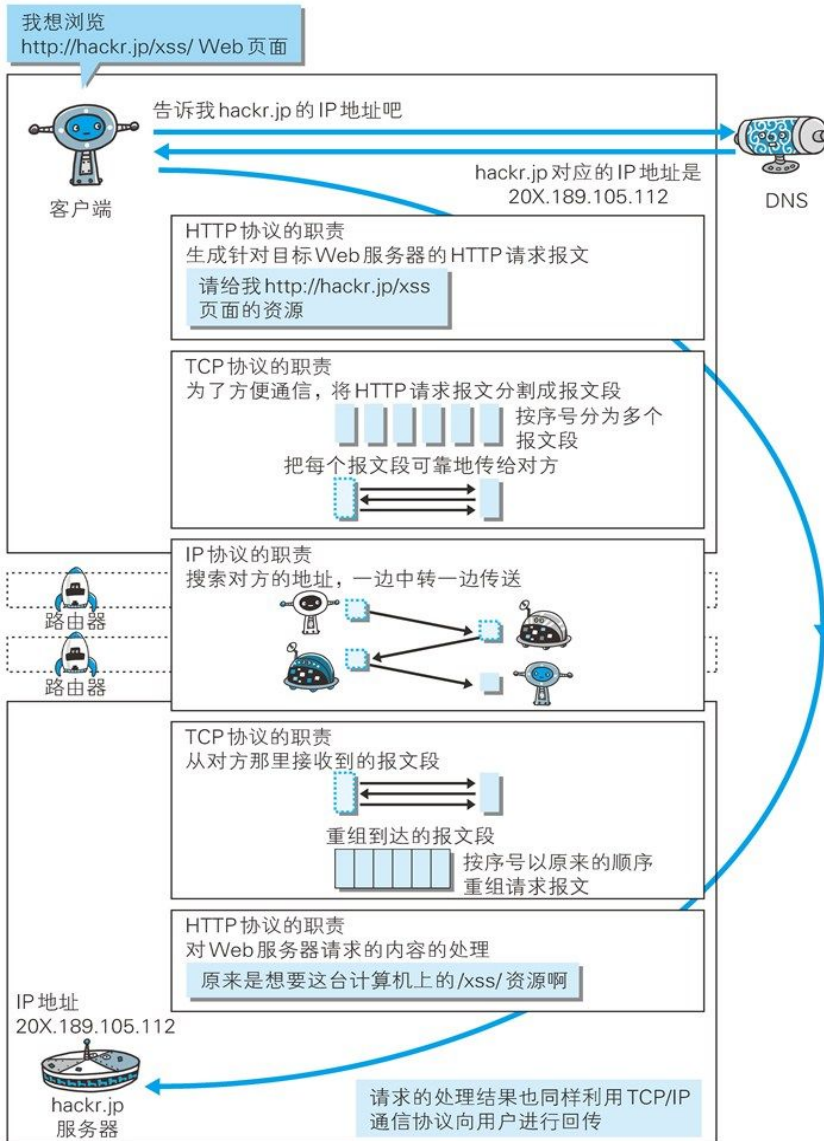 我想浏览
http://hackr.jp/xss/ Web页面
告诉我hackr.jp的IP地址吧
hackr.jp对应的IP地址是
20X.189.105.112
客户端
DNS
HTTP协议的职责
生成针对目标Web服务器的HTTP请求报文
请给我http://hackr.jp/xss
页面的资源
TCP协议的职责
为了方便通信，将HTTP请求报文分割成报文段
按序号分为多个
报文段
把每个报文段可靠地传给对方
IP协议的职责
搜索对方的地址，一边中转一边传送
路由器
路由器
TCP协议的职责
从对方那里接收到的报文段
重组到达的报文段
按序号以原来的顺序
重组请求报文
HTTP协议的职责
对Web服务器请求的内容的处理
原来是想要这台计算机上的/xss/资源啊
IP地址
20X.189.105.112
hackr.jp
服务器
请求的处理结果也同样利用TCP/IP
通信协议向用户进行回传